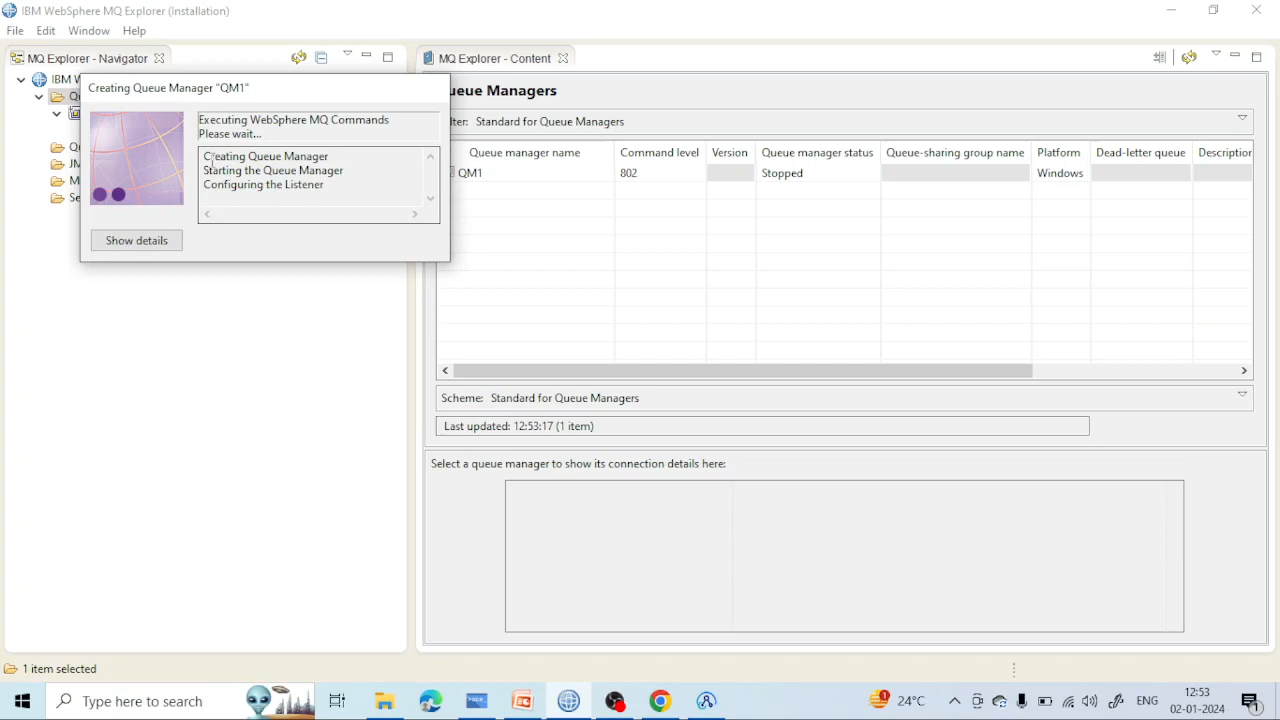 IBM WebSphere MQ Explorer (Installation)
File Edit Window Help
MQ Explorer - Navigator
IBM W
Creating Queue Manager "QM1"
Executing WebSphere MQ Commands
Please wait...
Creating Queue Manager
Starting the Queue Manager
Configuring the Listener
Show details
MQ Explorer - Content
ueue Managers
lter: Standard for Queue Managers
Queue manager name Command level Version Queue manager status Queue-sharing group name Platform Dead-letter queue Description
QM1 802 Stopped Windows
Scheme: Standard for Queue Managers
Last updated: 12:53:17 (1 item)
Select a queue manager to show its connection details here:
1 item selected
Type here to search
1
24°C
ENG
12:53
02-01-2024
1